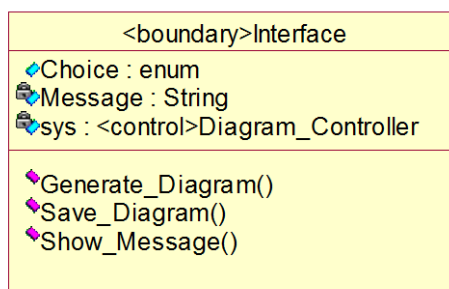 <boundary>Interface
Choice : enum
Message : String
sys : <control>Diagram_Controller
Generate_Diagram()
Save_Diagram()
Show_Message()